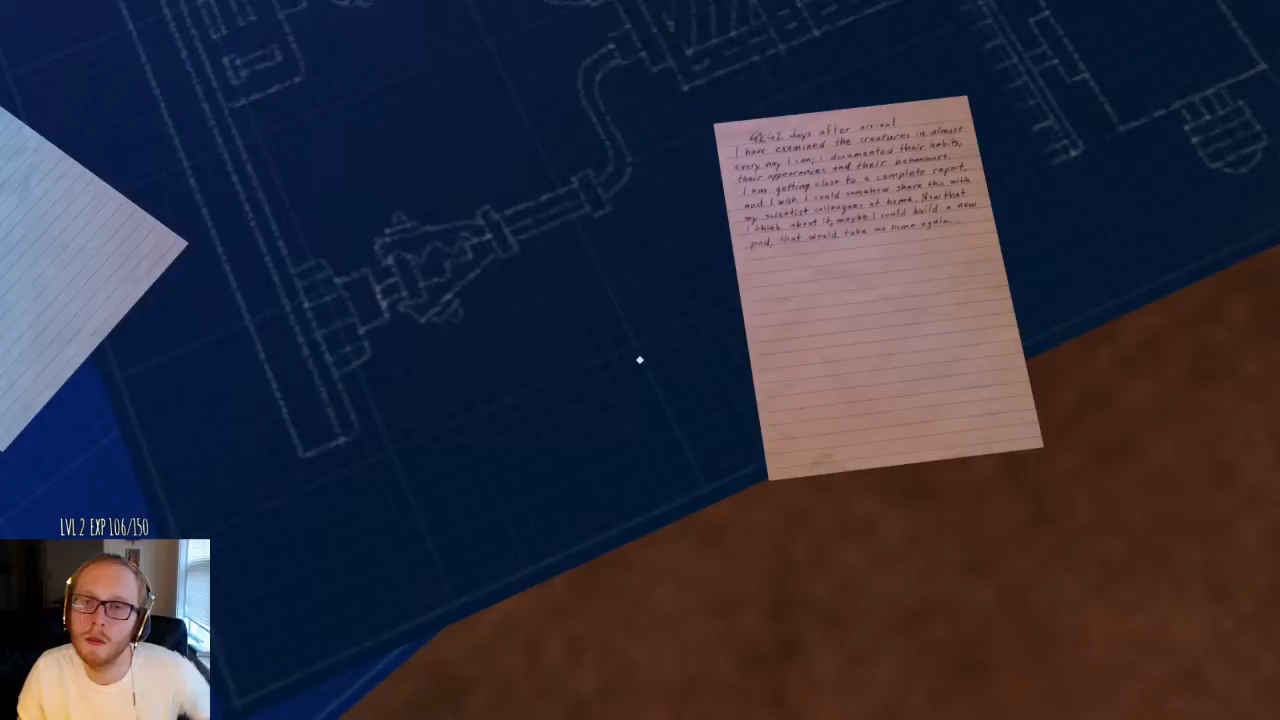 42 days after arrival
I have examined the creatures in almost
every way I can, I documented their habits,
their appearances and their behaviours.
I am getting close to a complete report,
and I wish I could somehow share this with
my scientist colleagues at home. Now that
I think about it, maybe I could build a new
pad, that would take me home again...
LVL 2 EXP 106/150